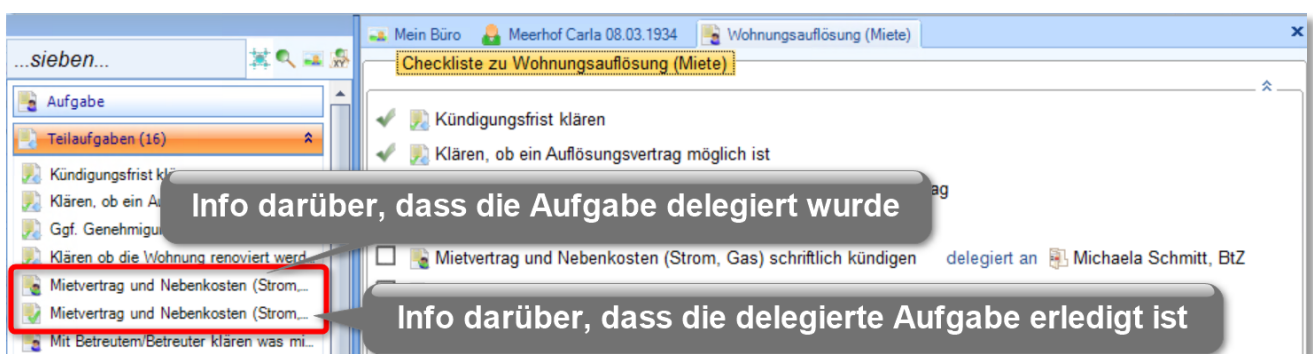 Mein Büro Meerhof Carla 08.03.1934 Wohnungsauflösung (Miete) x
...sieben...
Checkliste zu Wohnungsauflösung (Miete)
Aufgabe
Teilaufgaben (16)
Kündigungsfrist
Klären, ob ein
Ggf.
Klären ob die Wohnung renoviert werd...
Mietvertrag und Nebenkosten (Strom,...
Mietvertrag und Nebenkosten (Strom,...
Mit Betreutem/Betreuter klären was mi...
Kündigungsfrist klären
Klären, ob ein Auflösungsvertrag möglich ist
ag
Info darüber, dass die Aufgabe delegiert wurde
Mietvertrag und Nebenkosten (Strom, Gas) schriftlich kündigen delegiert an Michaela Schmitt, BtZ
Info darüber, dass die delegierte Aufgabe erledigt ist